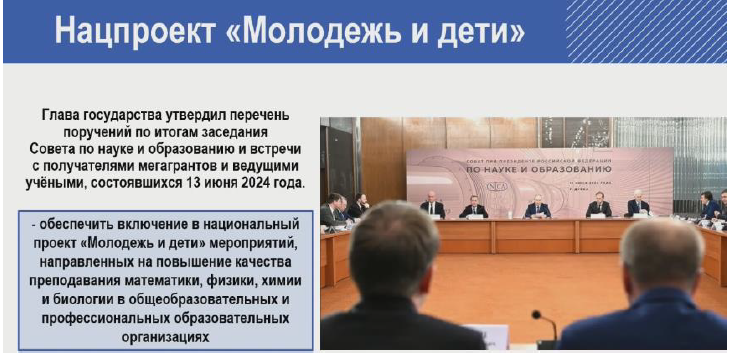 Нацпроект «Молодежь и дети»
Глава государства утвердил перечень
поручений по итогам заседания
Совета по науке и образованию и встречи
с получателями мегагрантов и ведущими
учёными, состоявшихся 13 июня 2024 года.
- обеспечить включение в национальный
проект «Молодежь и дети» мероприятий,
направленных на повышение качества
преподавания математики, физики, химии
и биологии в общеобразовательных и
профессиональных образовательных
организациях
СОВЕТ ПРИ ПРЕЗИДЕНТЕ РОССИЙСКОЙ ФЕДЕРАЦИИ
ПО НАУКЕ И ОБРАЗОВАНИЮ